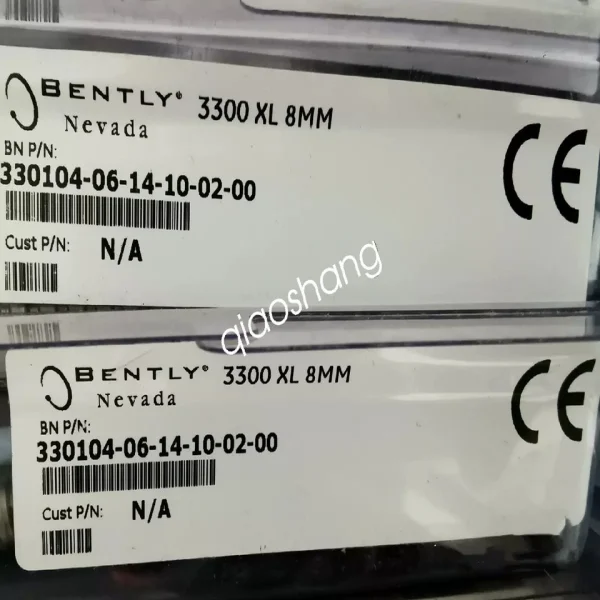 BENTLY® 3300 XL 8MM
Nevada
BN P/N:
330104-06-14-10-02-00
Cust P/N: N/A
CE
qiaoshang
BENTLY® 3300 XL 8MM
Nevada
BN P/N:
330104-06-14-10-02-00
Cust P/N: N/A
CE